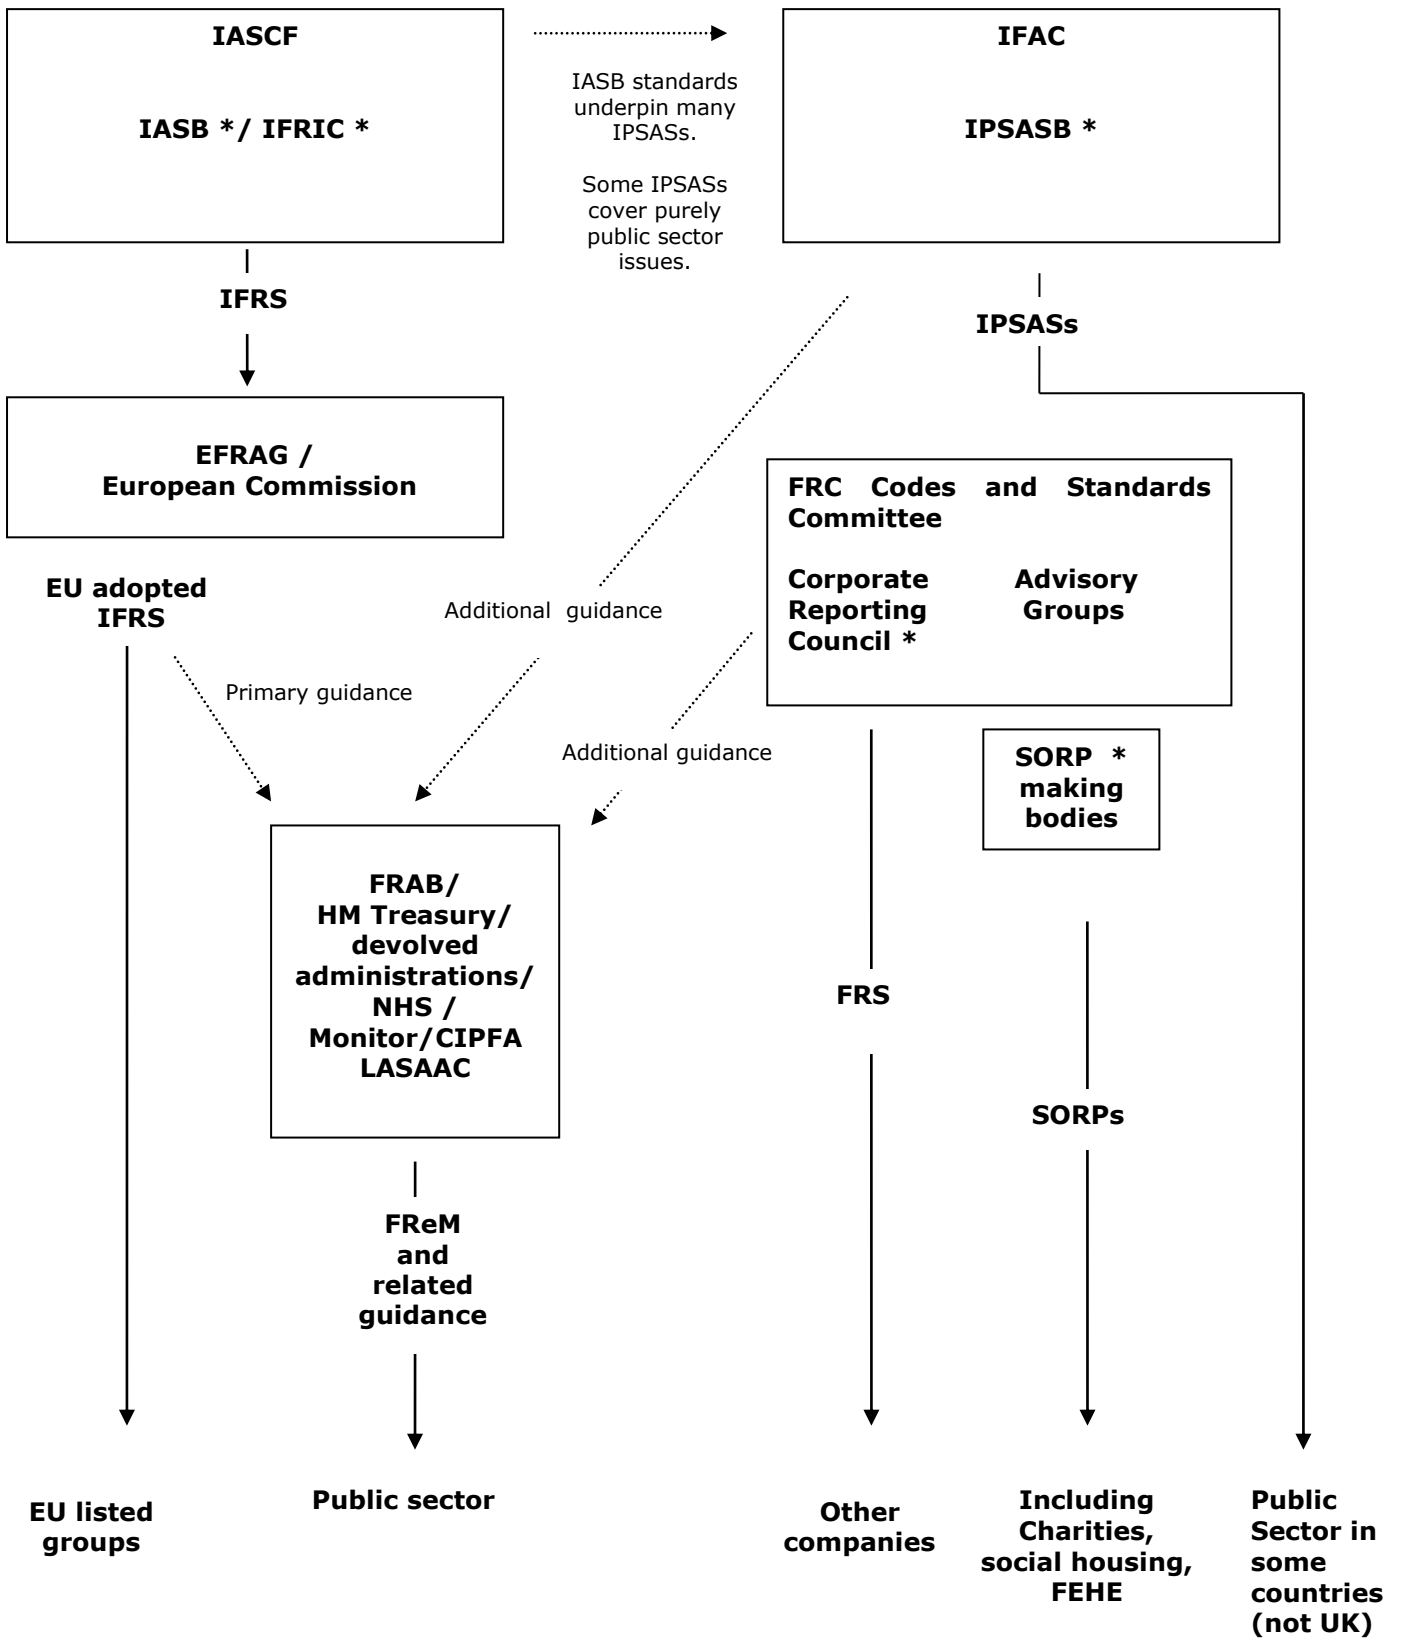 IASCF
IASB */ IFRIC *
IASB standards
underpin many
IPSASs.
Some IPSASs
cover purely
public sector
issues.
IFAC
IPSASB *
IFRS
IPSASs
EFRAG /
European Commission
FRC Codes and Standards
Committee
Corporate Advisory
Reporting Groups
Council *
EU adopted
IFRS
Additional guidance
Primary guidance
Additional guidance
SORP *
making
bodies
FRAB/
HM Treasury/
devolved
administrations/
NHS /
Monitor/CIPFA
LASAAC
FRS
SORPs
FReM
and
related
guidance
EU listed
groups
Public sector
Other
companies
Including
Charities,
social housing,
FEHE
Public
Sector in
some
countries
(not UK)